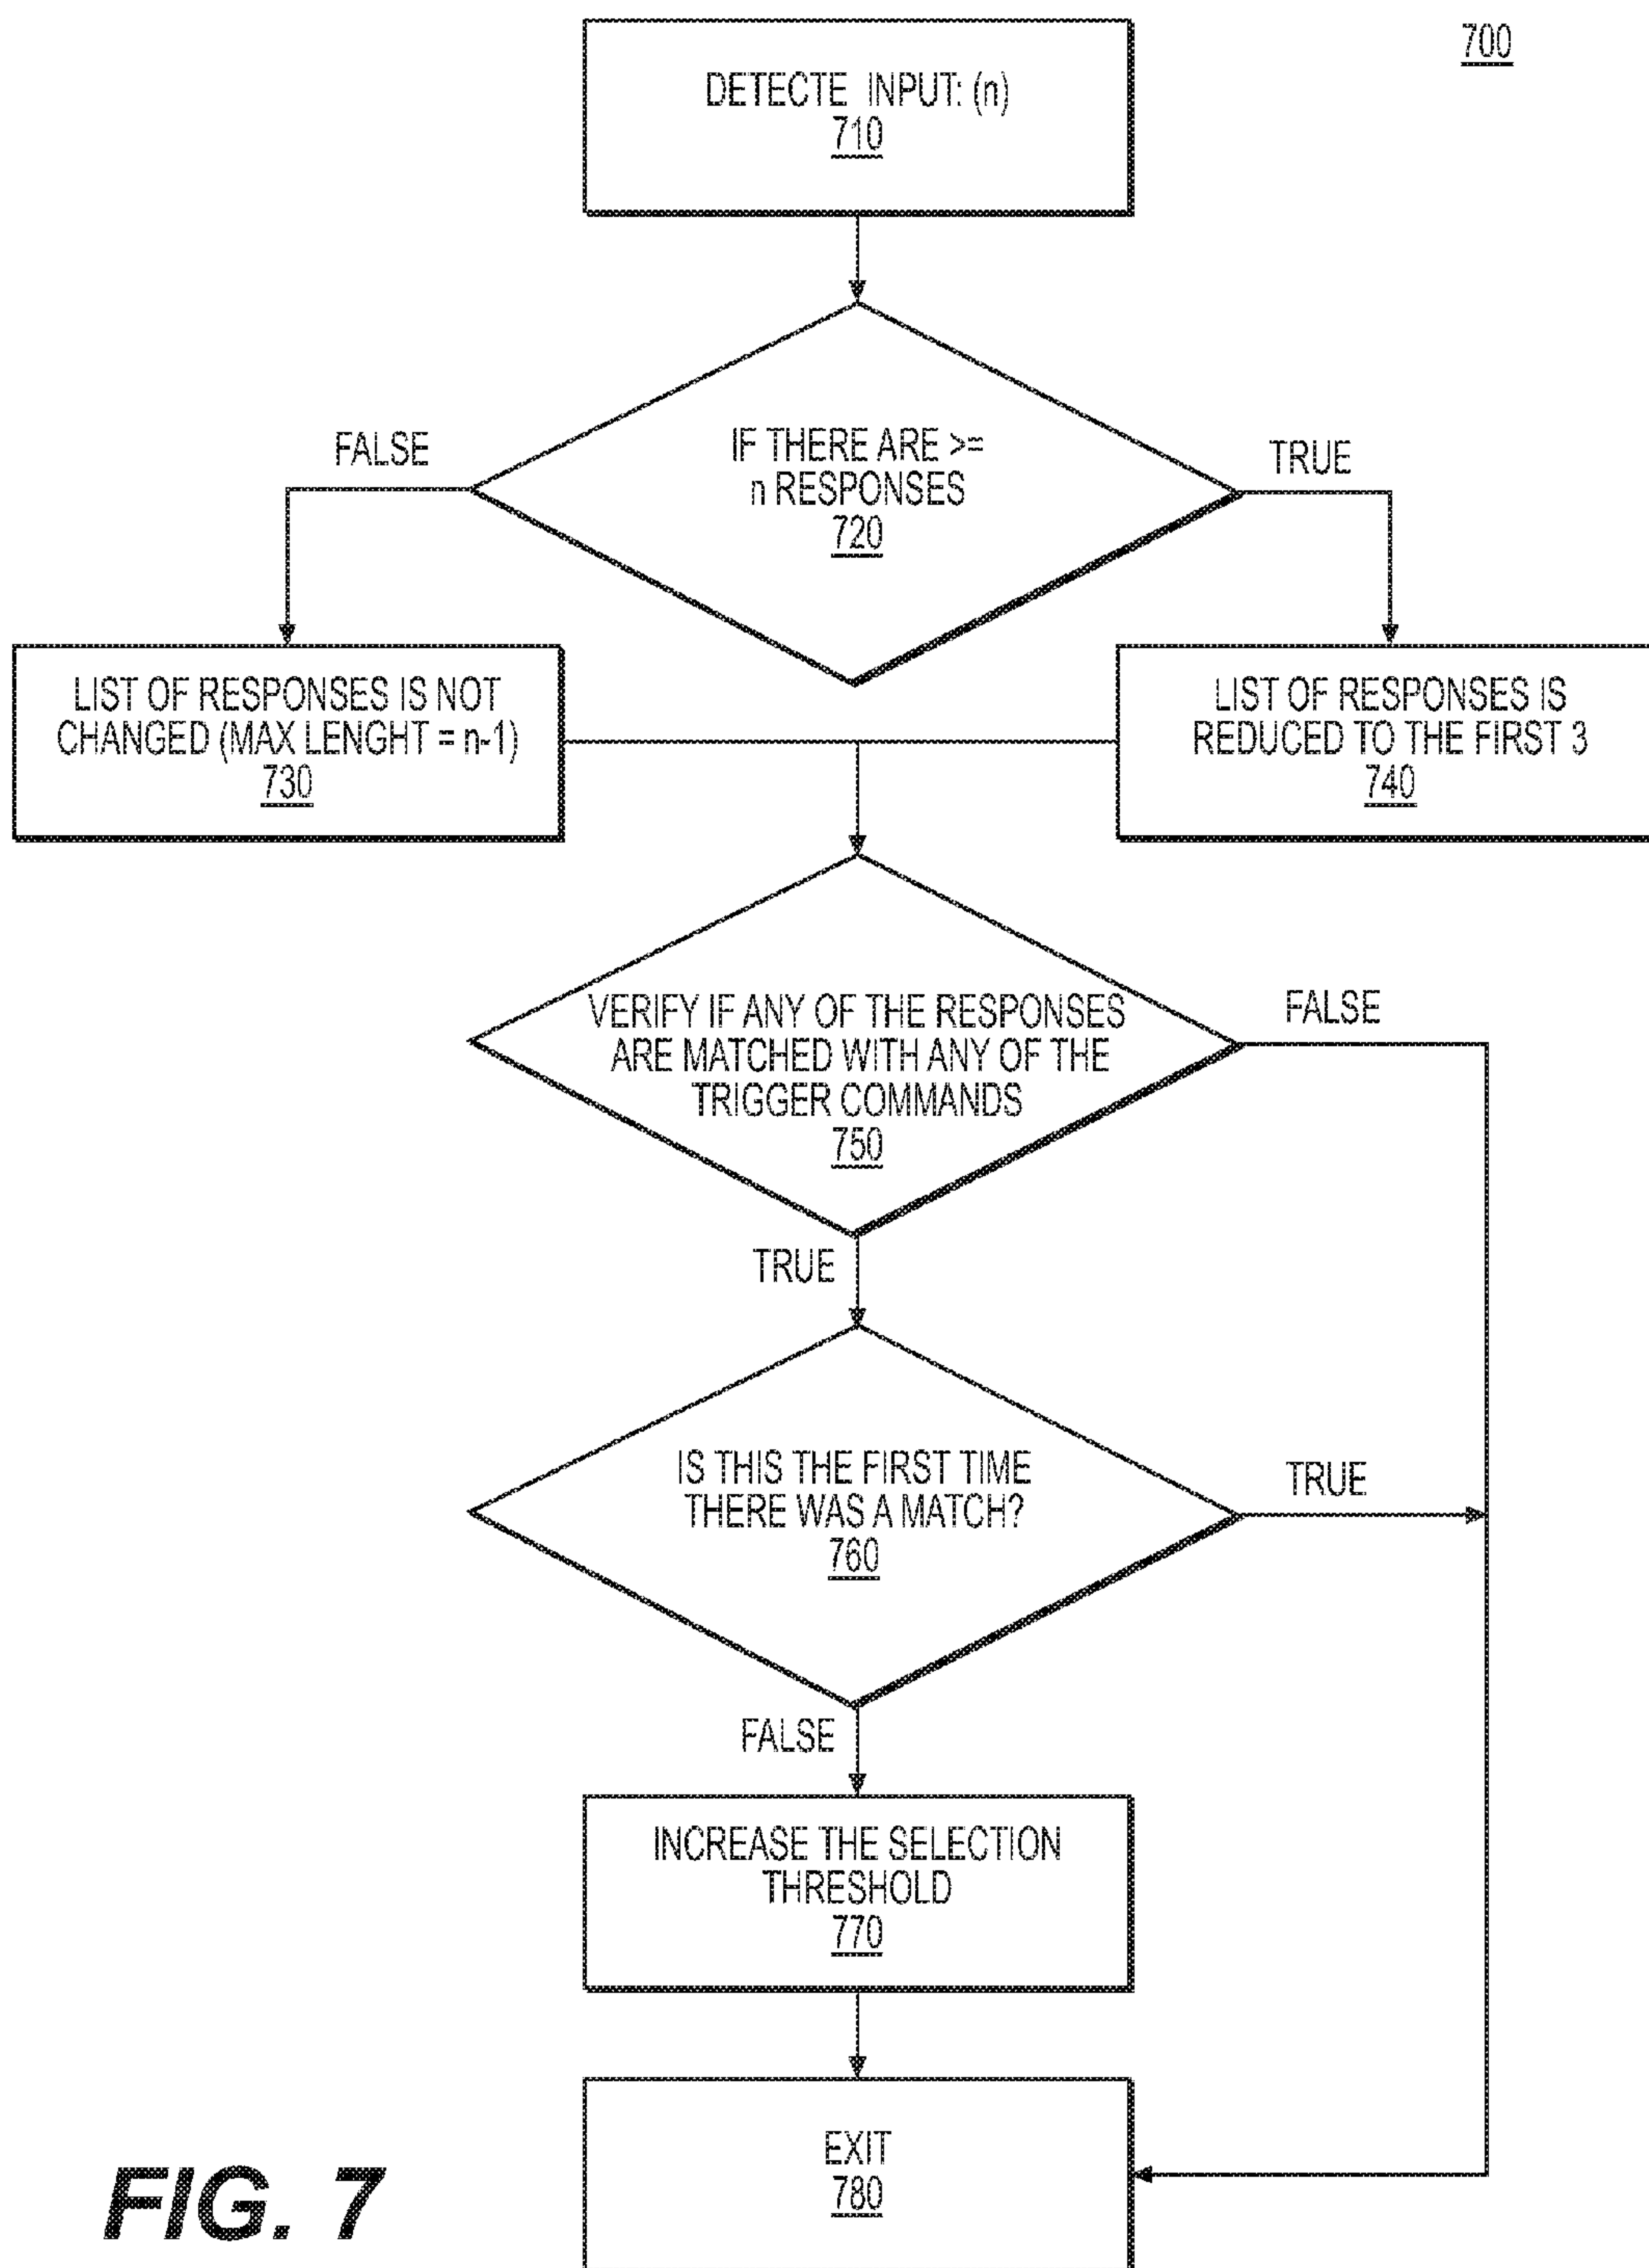 700
DETECTE INPUT: (n)
710
IF THERE ARE >=
n RESPONSES
720
FALSE
TRUE
LIST OF RESPONSES IS NOT
CHANGED (MAX LENGHT = n-1)
730
LIST OF RESPONSES IS
REDUCED TO THE FIRST 3
740
VERIFY IF ANY OF THE RESPONSES
ARE MATCHED WITH ANY OF THE
TRIGGER COMMANDS
750
FALSE
TRUE
IS THIS THE FIRST TIME
THERE WAS A MATCH?
760
TRUE
FALSE
INCREASE THE SELECTION
THRESHOLD
770
EXIT
780
FIG. 7